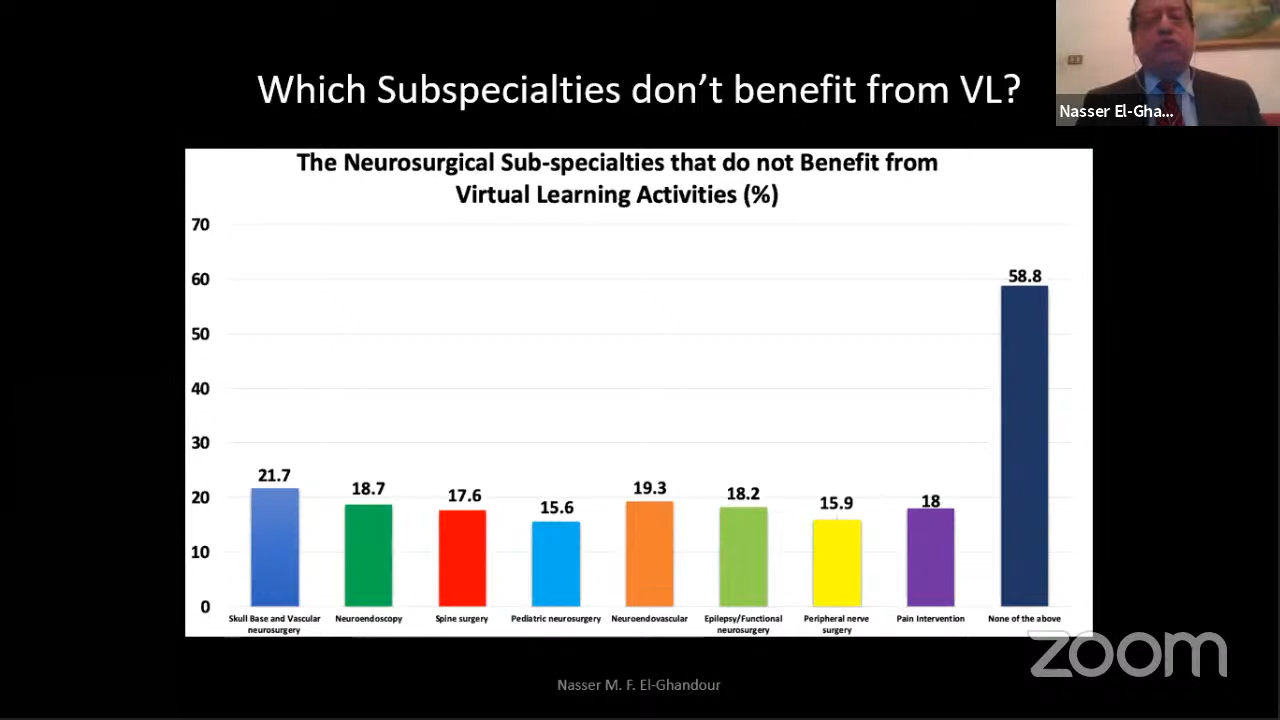 Which Subspecialties don’t benefit from VL?
Nasser El-Gha...
The Neurosurgical Sub-specialties that do not Benefit from
Virtual Learning Activities (%)
70
60
50
40
30
20
10
0
21.7
18.7
17.6
15.6
19.3
18.2
15.9
18
58.8
Skull Base and Vascular
neurosurgery
Neuroendoscopy
Spine surgery
Pediatric neurosurgery
Neuroendovascular
Epilepsy/Functional
neurosurgery
Peripheral nerve
surgery
Pain Intervention
None of the above
zoom
Nasser M. F. El-Ghandour